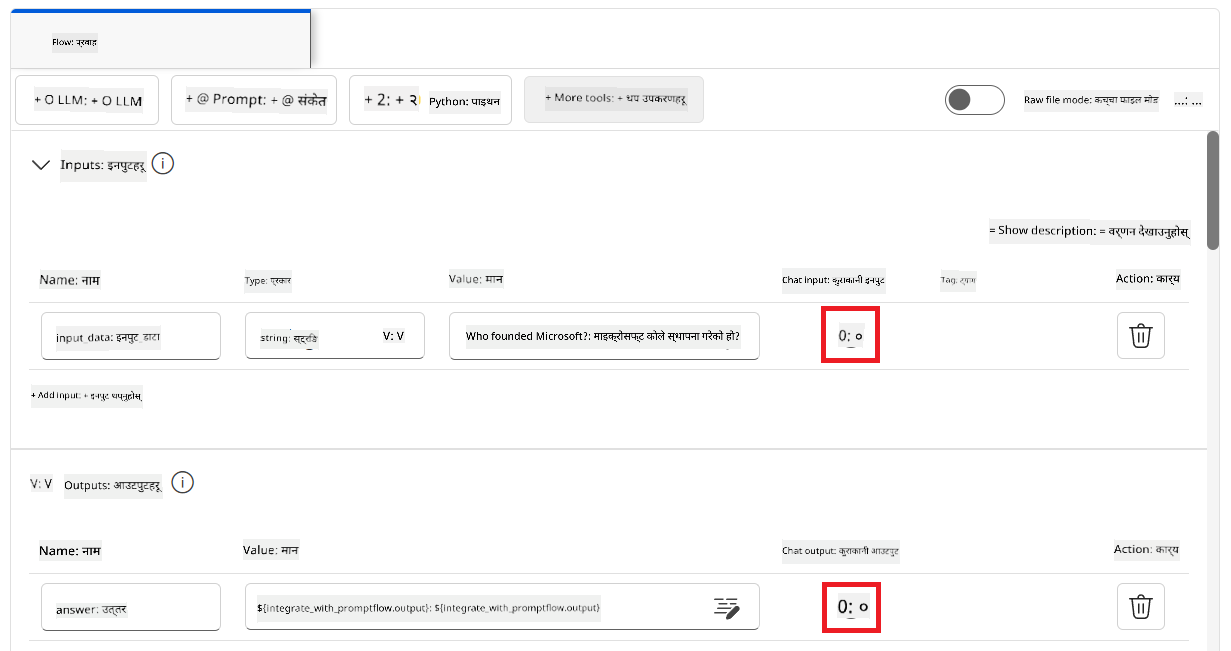 Flow: प्रवाह
+ O LLM: + O LLM
+ @ Prompt: + @ संकेत
+ 2: + २
Python: पाइथन
+ More tools: + थप उपकरणहरू
Raw file mode: कच्चा फाइल मोड
...: ...
Inputs: इनपुटहरू
= Show description: = वर्णन देखाउनुहोस्
Name: नाम
Type: प्रकार
Value: मान
Chat input: कुराकानी इनपुट
Tag: ट्याग
Action: कार्य
input_data: इनपुट_डाटा
string: स्ट्रिङ
V: V
Who founded Microsoft?: माइक्रोसफ्ट कोले स्थापना गरेको हो?
0: ०
+ Add input: + इनपुट थप्नुहोस्
V: V
Outputs: आउटपुटहरू
Name: नाम
Value: मान
Chat output: कुराकानी आउटपुट
Action: कार्य
answer: उत्तर
${integrate_with_promptflow.output}: ${integrate_with_promptflow.output}
0: ०